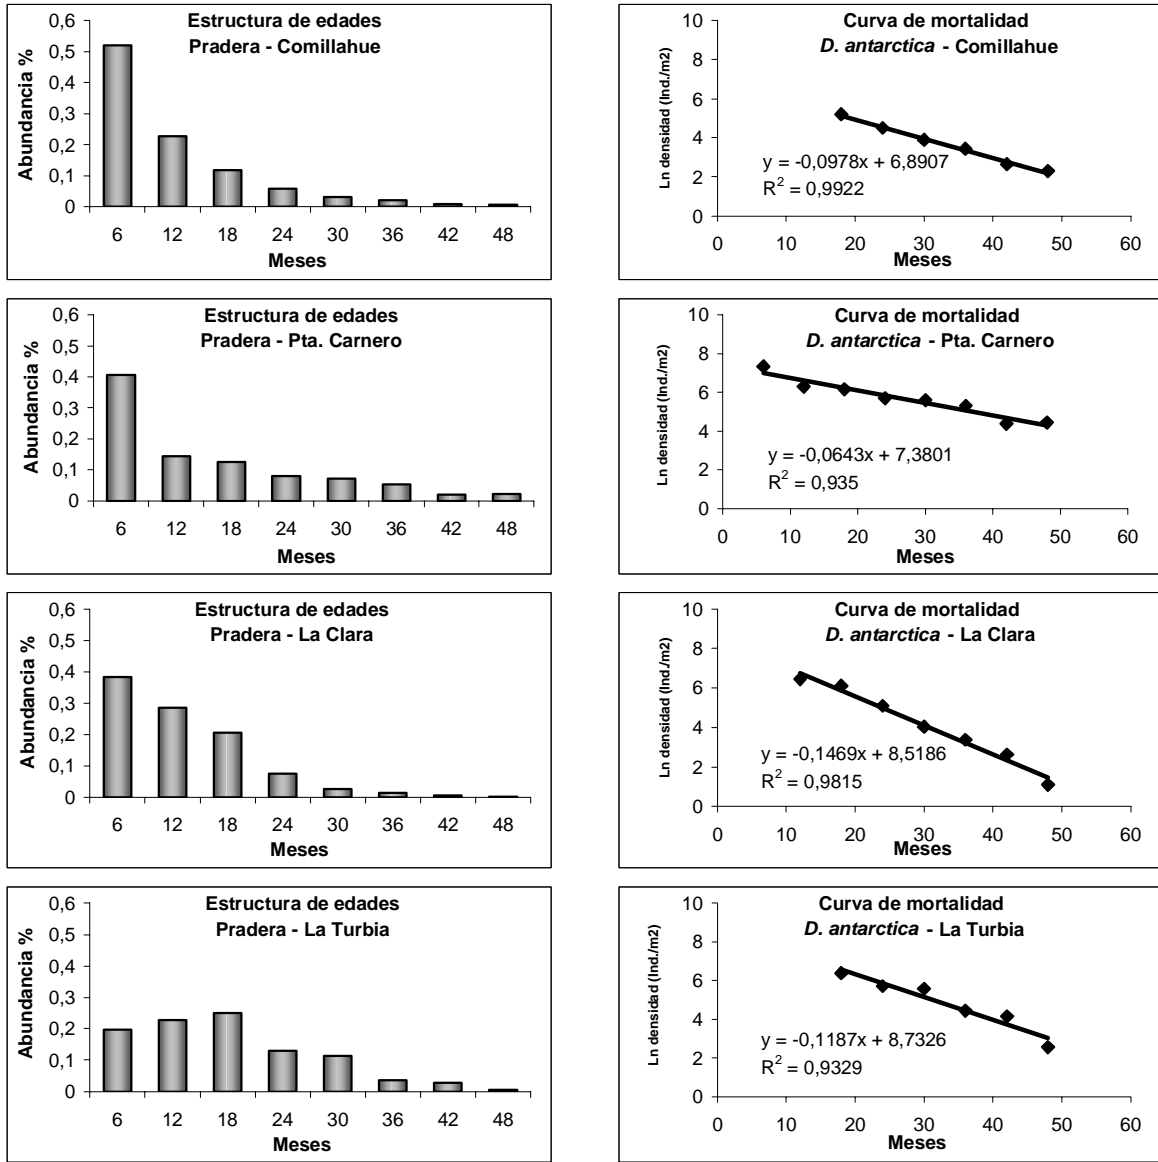 Estructura de edades
Pradera - Comillahue
Abundancia %
0,6
0,5
0,4
0,3
0,2
0,1
0
6 12 18 24 30 36 42 48
Meses
Curva de mortalidad
D. antarctica - Comillahue
Ln densidad (Ind./m2)
10
8
6
4
2
0
y = -0,0978x + 6,8907
R2 = 0,9922
0 10 20 30 40 50 60
Meses
Estructura de edades
Pradera - Pta. Carnero
Abundancia %
0,6
0,5
0,4
0,3
0,2
0,1
0
6 12 18 24 30 36 42 48
Meses
Curva de mortalidad
D. antarctica - Pta. Carnero
Ln densidad (Ind./m2)
10
8
6
4
2
0
y = -0,0643x + 7,3801
R2 = 0,935
0 10 20 30 40 50 60
Meses
Estructura de edades
Pradera - La Clara
Abundancia %
0,6
0,5
0,4
0,3
0,2
0,1
0
6 12 18 24 30 36 42 48
Meses
Curva de mortalidad
D. antarctica - La Clara
Ln densidad (Ind./m2)
10
8
6
4
2
0
y = -0,1469x + 8,5186
R2 = 0,9815
0 10 20 30 40 50 60
Meses
Estructura de edades
Pradera - La Turbia
Abundancia %
0,6
0,5
0,4
0,3
0,2
0,1
0
6 12 18 24 30 36 42 48
Meses
Curva de mortalidad
D. antarctica - La Turbia
Ln densidad (Ind./m2)
10
8
6
4
2
0
y = -0,1187x + 8,7326
R2 = 0,9329
0 10 20 30 40 50 60
Meses